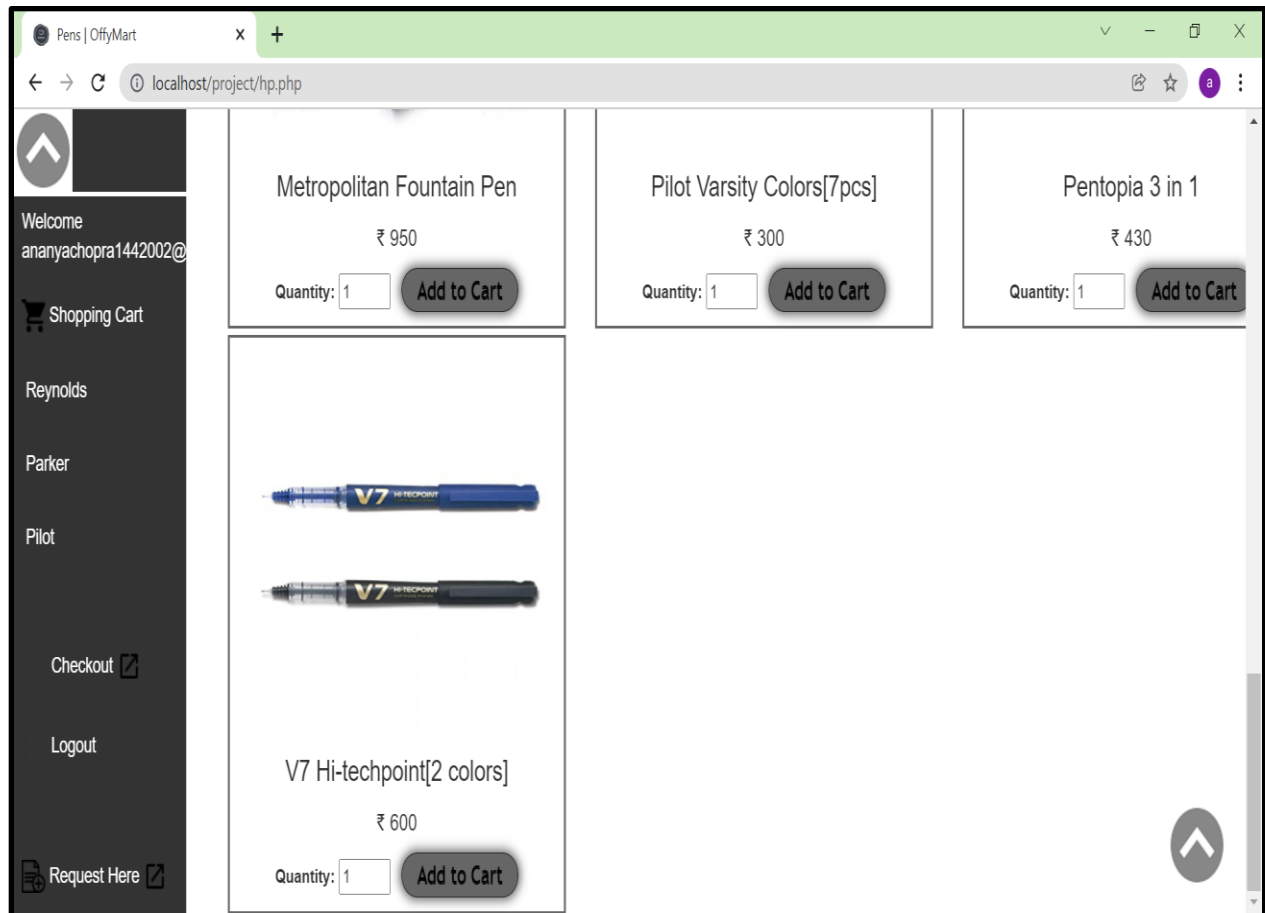 Pens | OffyMart
localhost/project/hp.php
a
Welcome
ananyachopra1442002@
Shopping Cart
Reynolds
Parker
Pilot
Checkout
Logout
Request Here
Metropolitan Fountain Pen
₹ 950
Quantity: 1 Add to Cart
Pilot Varsity Colors[7pcs]
₹ 300
Quantity: 1 Add to Cart
Pentopia 3 in 1
₹ 430
Quantity: 1 Add to Cart
V7 HI-TECPOINT
V7 HI-TECPOINT
V7 Hi-techpoint[2 colors]
₹ 600
Quantity: 1 Add to Cart